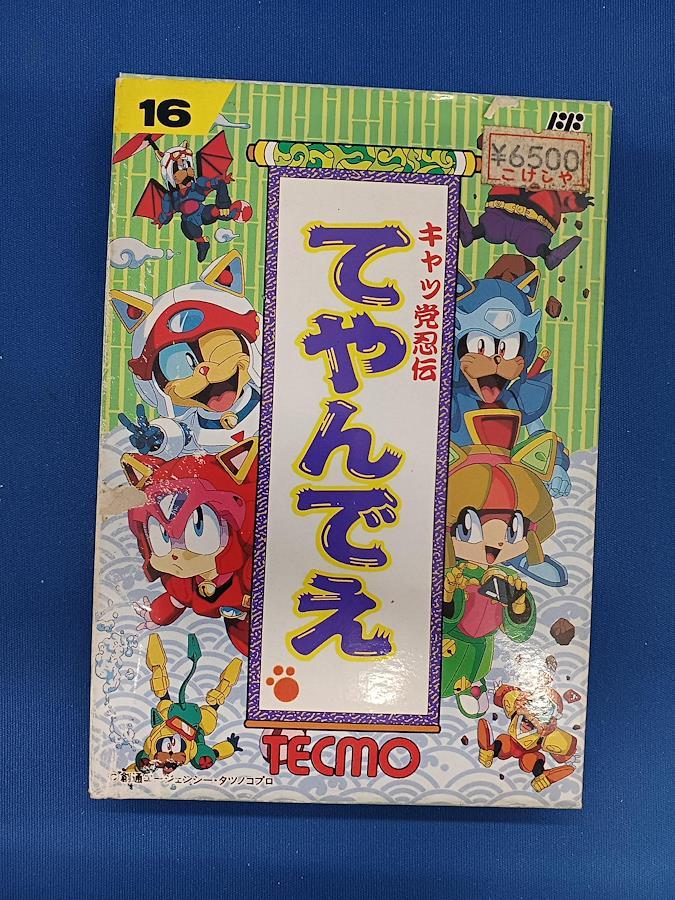 16
¥6500
こけしや
キャッ党忍伝
てやんでえ
TECMO
創通エージェンシー・タツノコプロ